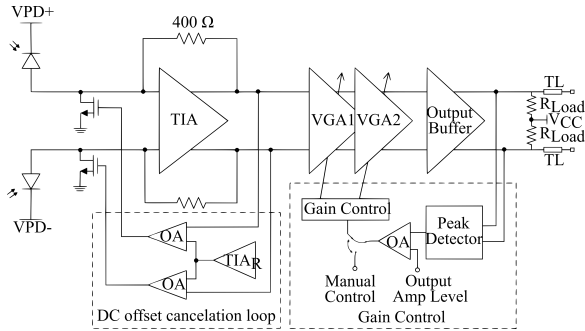 VPD+
400 Ω
TIA
VGA1
VGA2
Output
Buffer
TL
RLoad
VCC
RLoad
TL
VPD-
OA
TIAR
OA
DC offset cancelation loop
Gain Control
Peak
Detector
OA
Manual
Control
Output
Amp Level
Gain Control